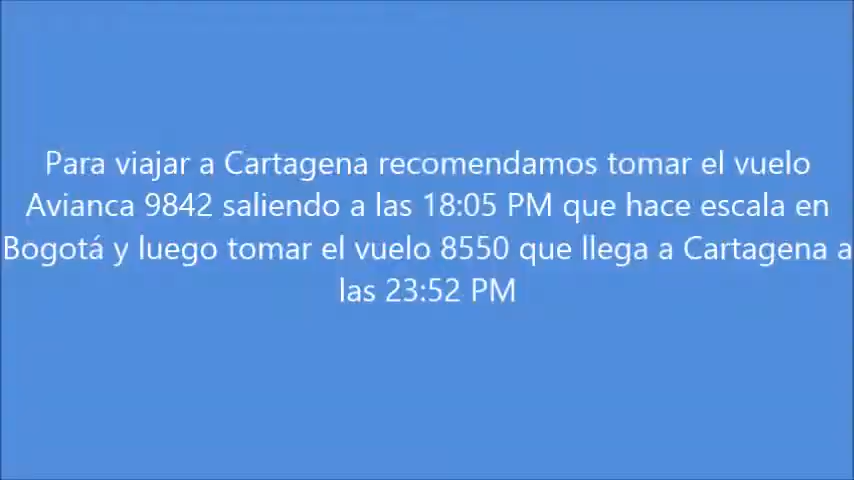 Para viajar a Cartagena recomendamos tomar el vuelo
Avianca 9842 saliendo a las 18:05 PM que hace escala en
Bogotá y luego tomar el vuelo 8550 que llega a Cartagena a
las 23:52 PM